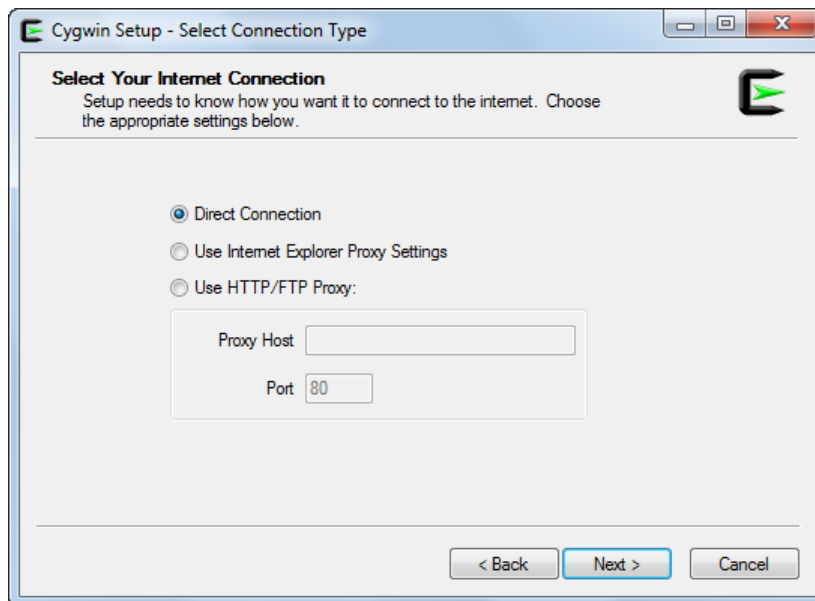 Cygwin Setup - Select Connection Type
Select Your Internet Connection
Setup needs to know how you want it to connect to the internet.  Choose
the appropriate settings below.
Direct Connection
Use Internet Explorer Proxy Settings
Use HTTP/FTP Proxy:
Proxy Host
Port 80
< Back Next > Cancel